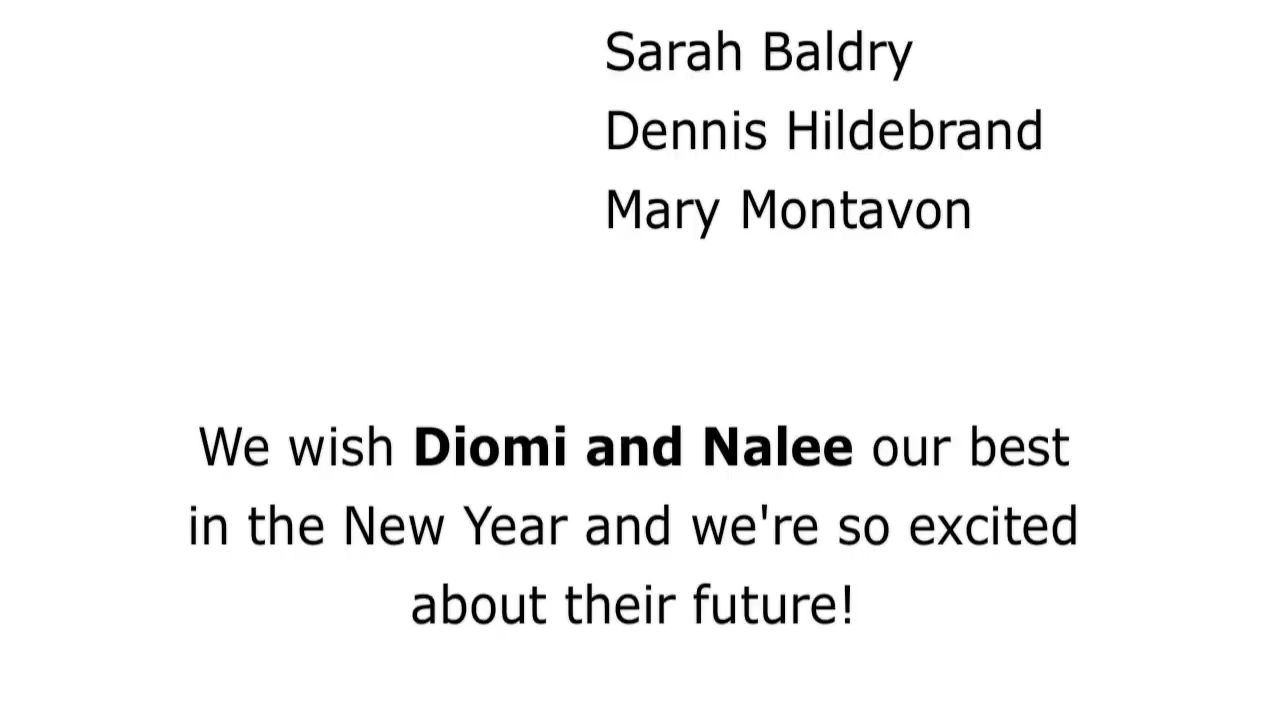 Sarah Baldry
Dennis Hildebrand
Mary Montavon
We wish Diomi and Nalee our best
in the New Year and we're so excited
about their future!